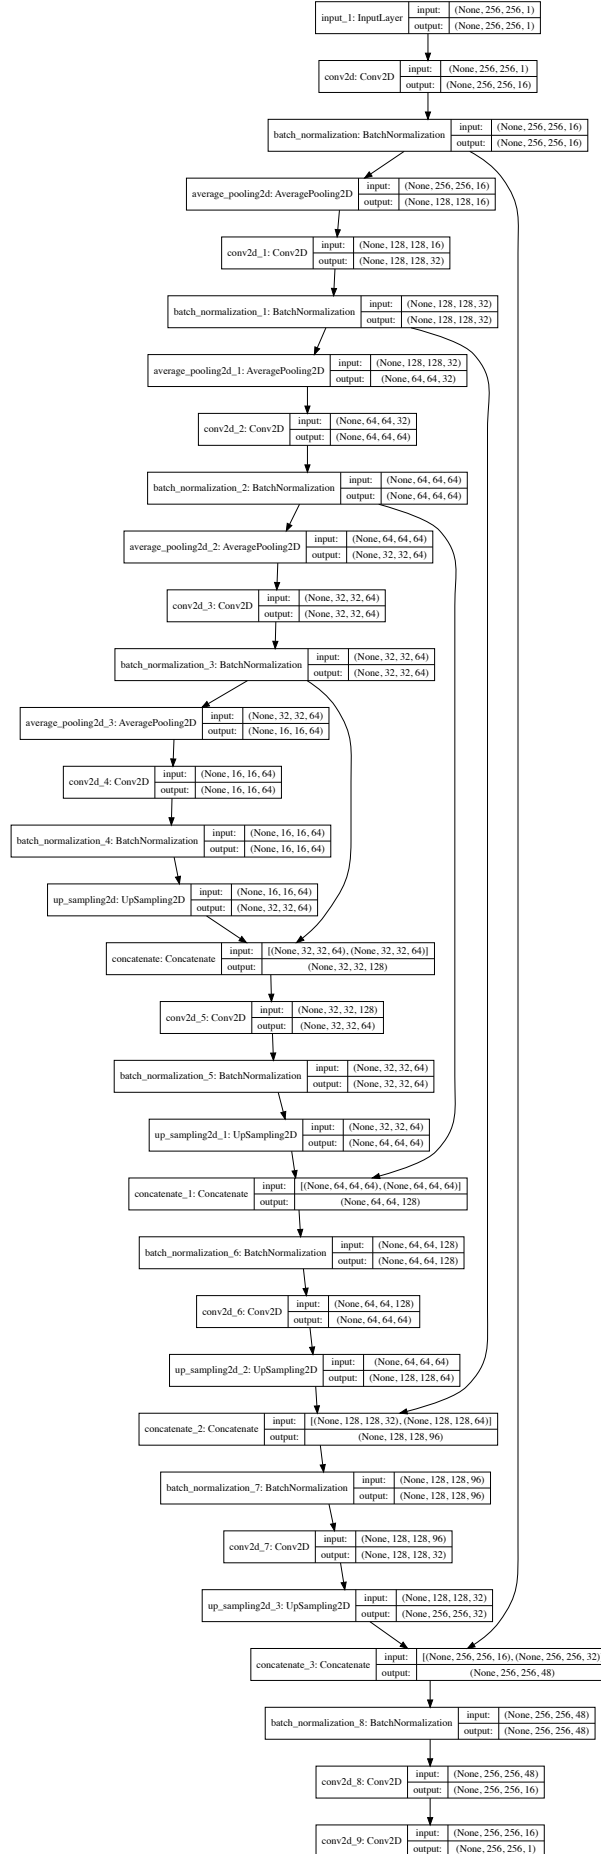 input_1: InputLayer input: (None, 256, 256, 1)
output: (None, 256, 256, 1)
conv2d: Conv2D input: (None, 256, 256, 1)
output: (None, 256, 256, 16)
batch_normalization: BatchNormalization input: (None, 256, 256, 16)
output: (None, 256, 256, 16)
average_pooling2d: AveragePooling2D input: (None, 256, 256, 16)
output: (None, 128, 128, 16)
conv2d_1: Conv2D input: (None, 128, 128, 16)
output: (None, 128, 128, 32)
batch_normalization_1: BatchNormalization input: (None, 128, 128, 32)
output: (None, 128, 128, 32)
average_pooling2d_1: AveragePooling2D input: (None, 128, 128, 32)
output: (None, 64, 64, 32)
conv2d_2: Conv2D input: (None, 64, 64, 32)
output: (None, 64, 64, 64)
batch_normalization_2: BatchNormalization input: (None, 64, 64, 64)
output: (None, 64, 64, 64)
average_pooling2d_2: AveragePooling2D input: (None, 64, 64, 64)
output: (None, 32, 32, 64)
conv2d_3: Conv2D input: (None, 32, 32, 64)
output: (None, 32, 32, 64)
batch_normalization_3: BatchNormalization input: (None, 32, 32, 64)
output: (None, 32, 32, 64)
average_pooling2d_3: AveragePooling2D input: (None, 32, 32, 64)
output: (None, 16, 16, 64)
conv2d_4: Conv2D input: (None, 16, 16, 64)
output: (None, 16, 16, 64)
batch_normalization_4: BatchNormalization input: (None, 16, 16, 64)
output: (None, 16, 16, 64)
up_sampling2d: UpSampling2D input: (None, 16, 16, 64)
output: (None, 32, 32, 64)
concatenate: Concatenate input: [(None, 32, 32, 64), (None, 32, 32, 64)]
output: (None, 32, 32, 128)
conv2d_5: Conv2D input: (None, 32, 32, 128)
output: (None, 32, 32, 64)
batch_normalization_5: BatchNormalization input: (None, 32, 32, 64)
output: (None, 32, 32, 64)
up_sampling2d_1: UpSampling2D input: (None, 32, 32, 64)
output: (None, 64, 64, 64)
concatenate_1: Concatenate input: [(None, 64, 64, 64), (None, 64, 64, 64)]
output: (None, 64, 64, 128)
batch_normalization_6: BatchNormalization input: (None, 64, 64, 128)
output: (None, 64, 64, 128)
conv2d_6: Conv2D input: (None, 64, 64, 128)
output: (None, 64, 64, 64)
up_sampling2d_2: UpSampling2D input: (None, 64, 64, 64)
output: (None, 128, 128, 64)
concatenate_2: Concatenate input: [(None, 128, 128, 32), (None, 128, 128, 64)]
output: (None, 128, 128, 96)
batch_normalization_7: BatchNormalization input: (None, 128, 128, 96)
output: (None, 128, 128, 96)
conv2d_7: Conv2D input: (None, 128, 128, 96)
output: (None, 128, 128, 32)
up_sampling2d_3: UpSampling2D input: (None, 128, 128, 32)
output: (None, 256, 256, 32)
concatenate_3: Concatenate input: [(None, 256, 256, 16), (None, 256, 256, 32)
output: (None, 256, 256, 48)
batch_normalization_8: BatchNormalization input: (None, 256, 256, 48)
output: (None, 256, 256, 48)
conv2d_8: Conv2D input: (None, 256, 256, 48)
output: (None, 256, 256, 16)
conv2d_9: Conv2D input: (None, 256, 256, 16)
output: (None, 256, 256, 1)